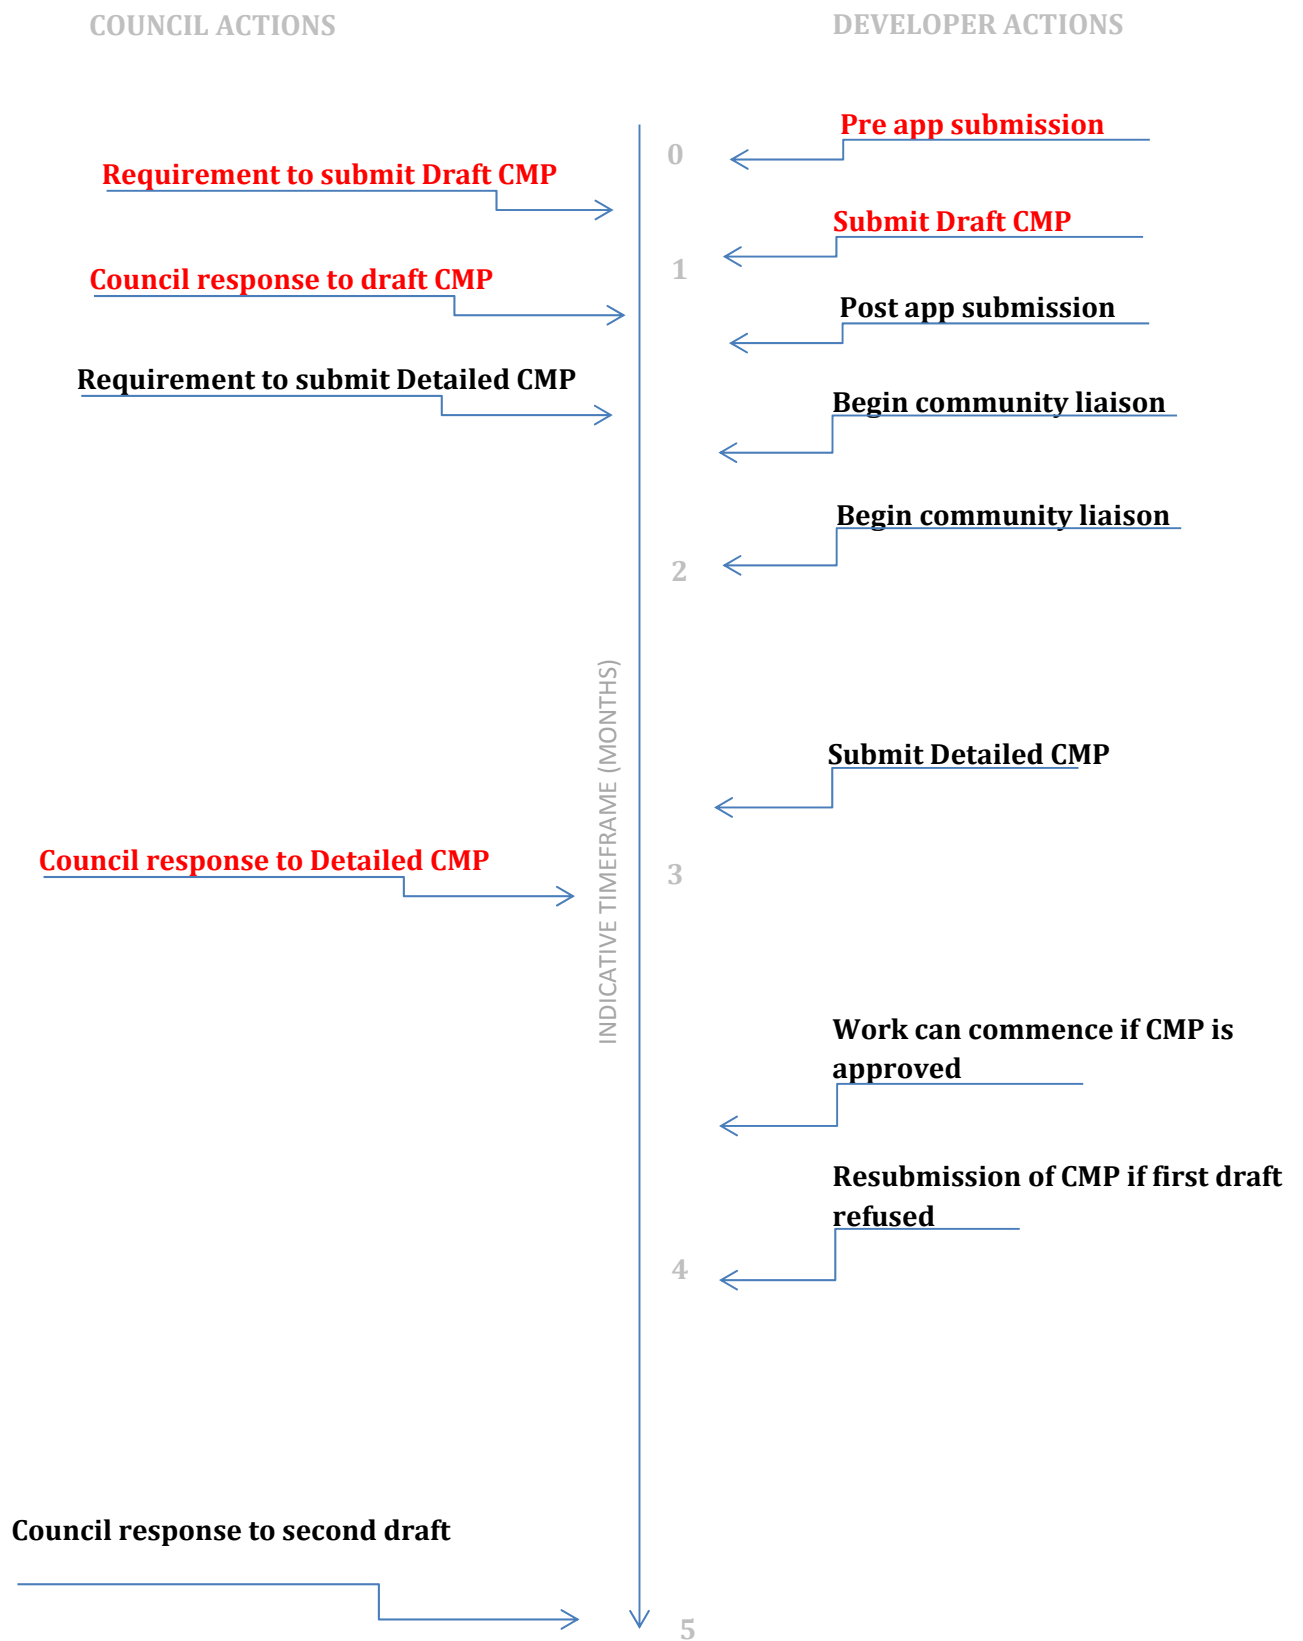 COUNCIL ACTIONS
DEVELOPER ACTIONS
Pre app submission
0
Requirement to submit Draft CMP
Submit Draft CMP
1
Council response to draft CMP
Post app submission
Requirement to submit Detailed CMP
Begin community liaison
Begin community liaison
2
INDICATIVE TIMEFRAME (MONTHS)
Submit Detailed CMP
Council response to Detailed CMP
3
Work can commence if CMP is
approved
Resubmission of CMP if first draft
refused
4
Council response to second draft
5